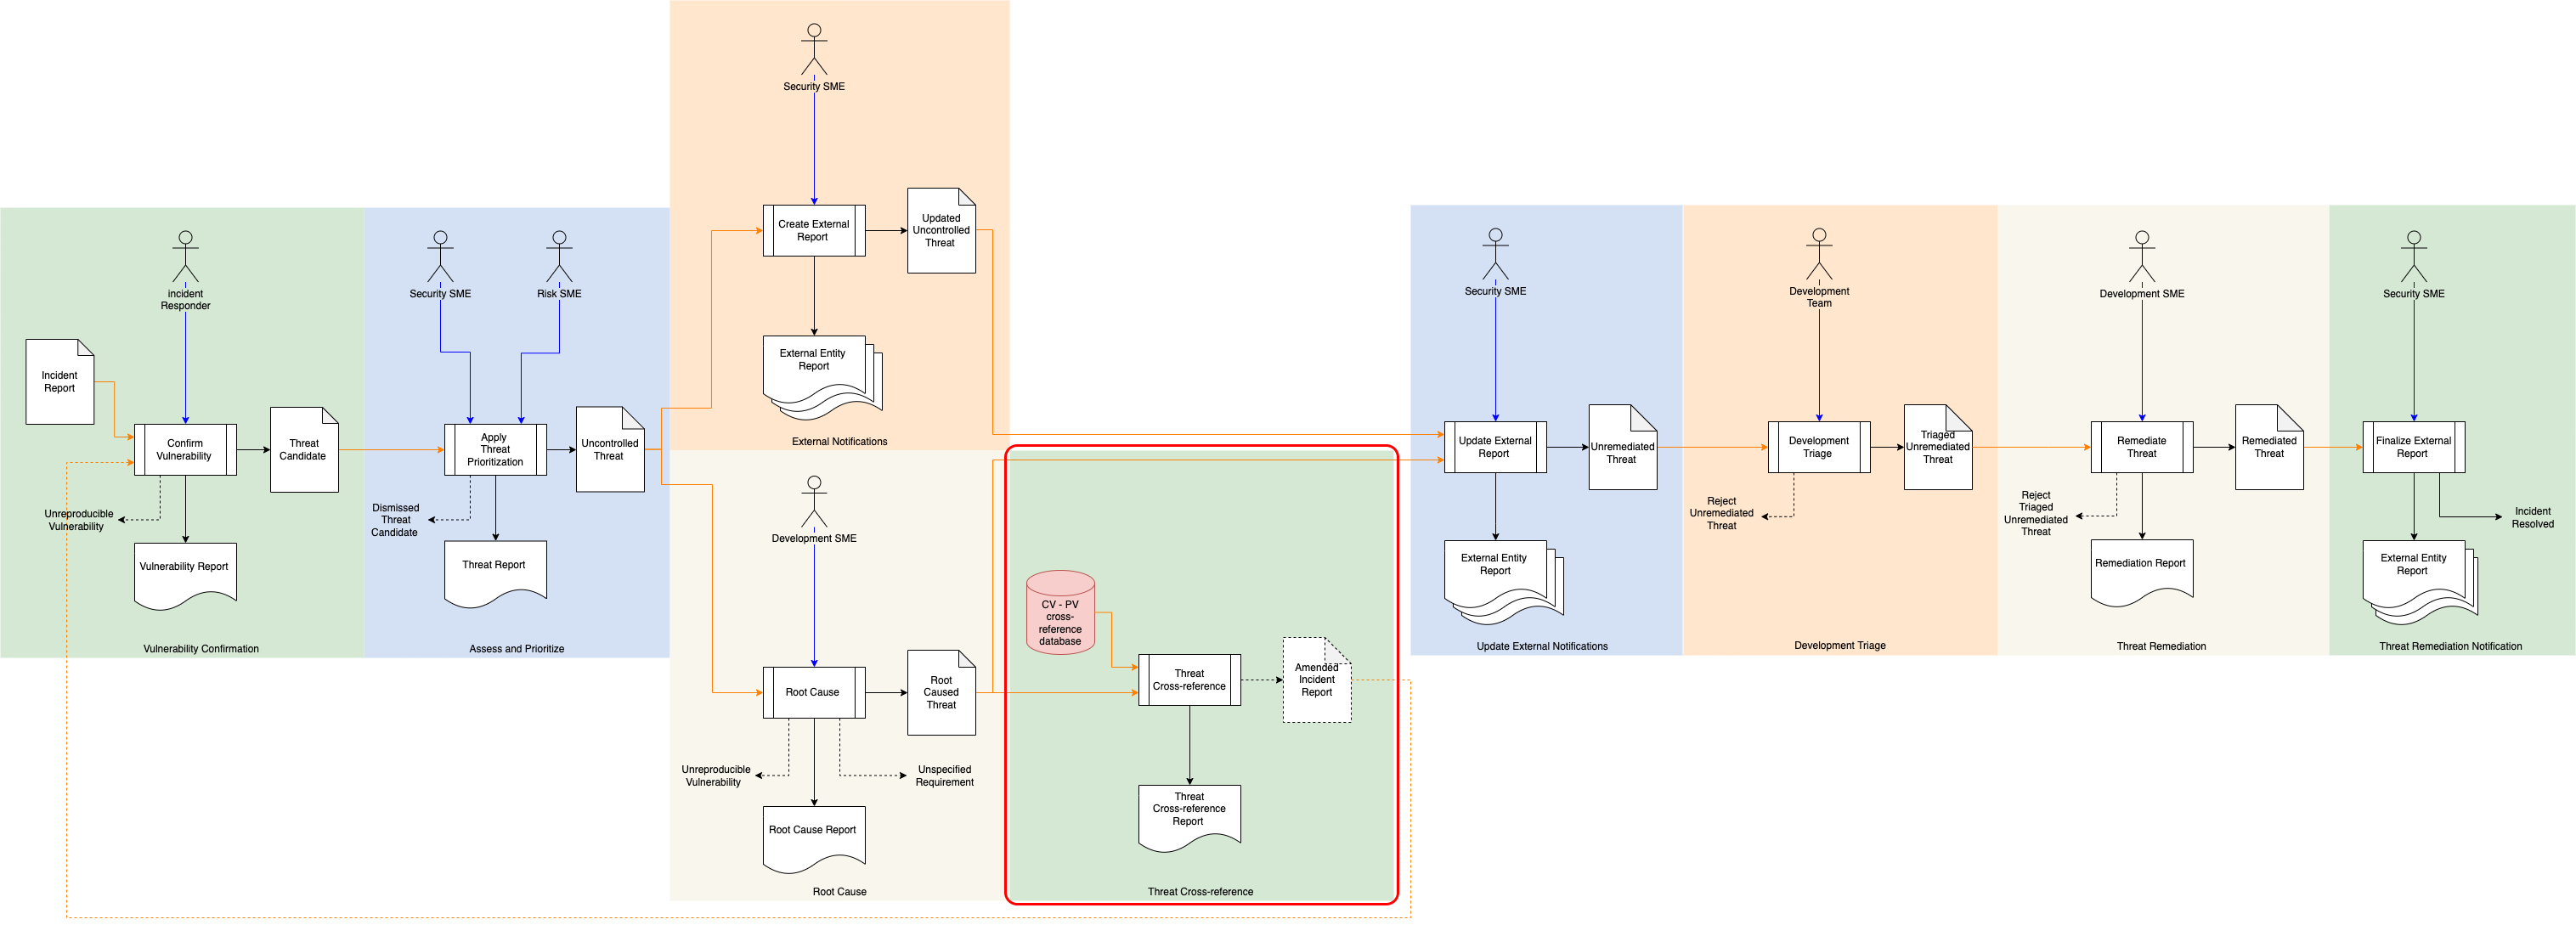 Security SME
Create External
Report
Updated
Uncontrolled
Threat
External Entity
Report
External Notifications
incident
Responder
Incident
Report
Confirm
Vulnerability
Threat
Candidate
Unreproducible
Vulnerability
Vulnerability Report
Vulnerability Confirmation
Security SME
Risk SME
Apply
Threat
Prioritization
Uncontrolled
Threat
Dismissed
Threat
Candidate
Threat Report
Assess and Prioritize
Development SME
Root Cause
Root
Caused
Threat
Unreproducible
Vulnerability
Unspecified
Requirement
Root Cause Report
Root Cause
CV - PV
cross-
reference
database
Threat
Cross-reference
Amended
Incident
Report
Threat
Cross-reference
Report
Threat Cross-reference
Security SME
Update External
Report
Unremediated
Threat
External Entity
Report
Update External Notifications
Development
Team
Development
Triage
Triaged
Unremediated
Threat
Reject
Unremediated
Threat
Development Triage
Development SME
Remediate
Threat
Remediated
Threat
Reject
Triaged
Unremediated
Threat
Remediation Report
Threat Remediation
Security SME
Finalize External
Report
Incident
Resolved
External Entity
Report
Threat Remediation Notification